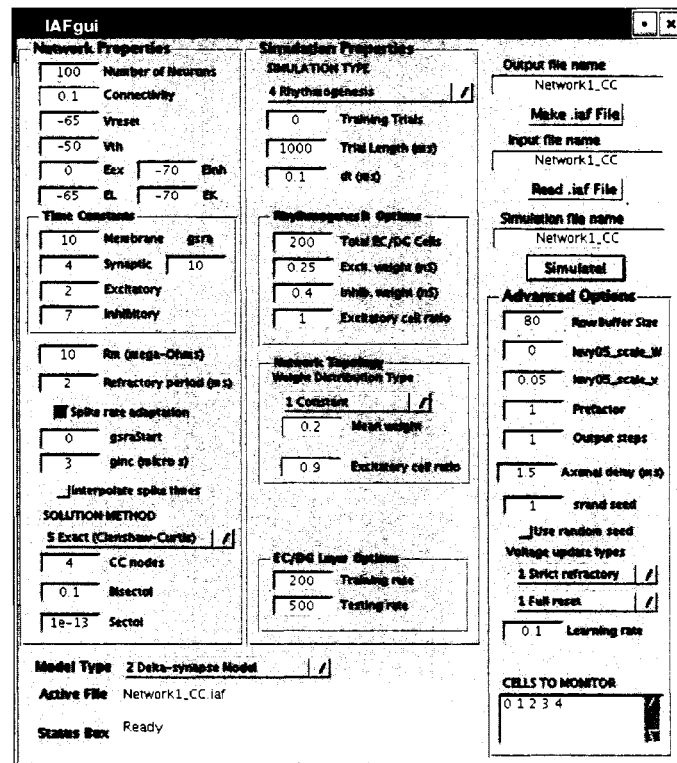 IAFgui
Network Properties
100 Number of Neurons
0.1 Connectivity
-65 Vreset
-50 Vth
0 Eex -70 Einh
-65 EL -70 EK
Time Constants
10 Membrane gsra
4 Synaptic 10
2 Excitatory
7 Inhibitory
10 Rm (mega-Ohms)
2 Refractory period (ms)
Spike rate adaptation
0 gsraStart
3 ginc (micro s)
Interpolate spike times
SOLUTION METHOD
5 Exact (Clenshaw-Curtis)
4 CC nodes
0.1 Bisectol
1e-13 Sectol
Simulation Properties
SIMULATION TYPE
4 Rhythmogenesis
0 Training Trials
1000 Trial Length (ms)
0.1 dt (ms)
Rhythmogenesis Options
200 Total EC/DG Cells
0.25 Excit. weight (nS)
0.4 Inhib. weight (nS)
1 Excitatory cell ratio
Network Topology
Weight Distribution Type
1 Constant
0.2 Mean weight
0.9 Excitatory cell ratio
EC/DG Layer Options
200 Training rate
500 Testing rate
Output file name
Network1_CC
Make .iaf File
Input file name
Network1_CC
Read .iaf File
Simulation file name
Network1_CC
Simulate!
Advanced Options
80 Row Buffer Size
0 levy05_scale_W
0.05 levy05_scale_v
1 Prefactor
1 Output steps
1.5 Axonal delay (ms)
1 srand seed
Use random seed
Voltage update types
1 Strict refractory
1 Full reset
0.1 Learning rate
CELLS TO MONITOR
0 1 2 3 4
Model Type 2 Delta-synapse Model
Active File Network1_CC.iaf
Status Box Ready